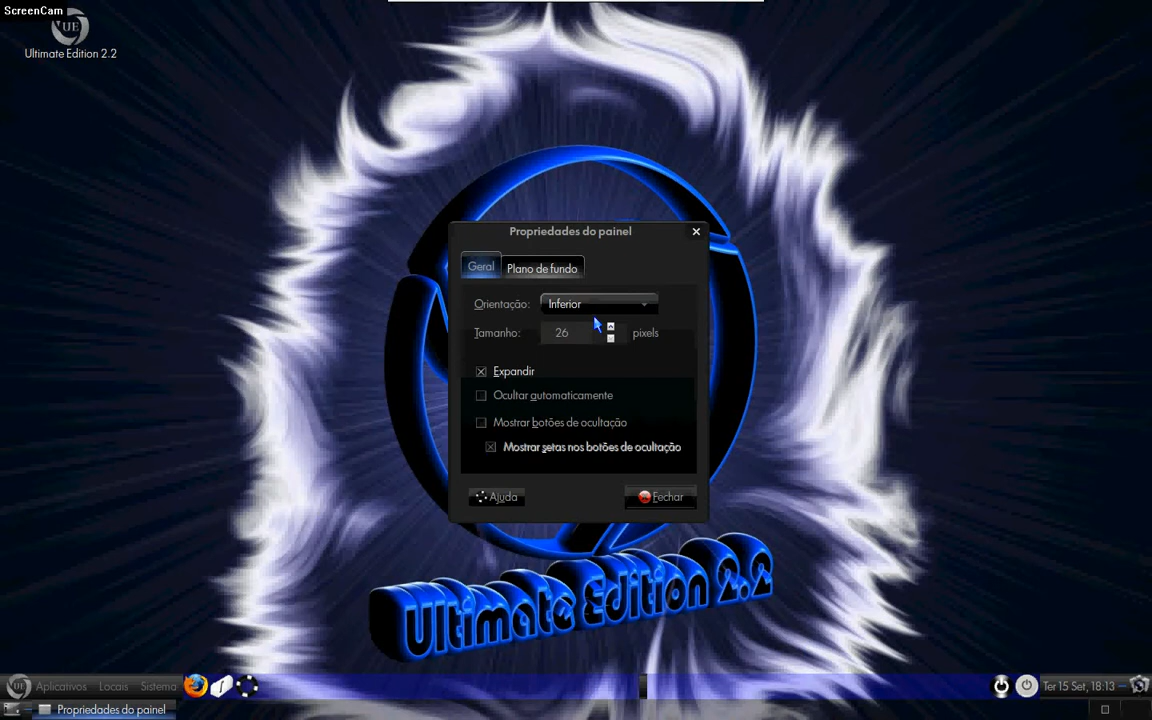 ScreenCam
UE
Ultimate Edition 2.2
Propriedades do painel
Geral
Plano de fundo
Orientação: Inferior
Tamanho: 26 pixels
Expandir
Ocultar automaticamente
Mostrar botões de ocultação
Mostrar setas nos botões de ocultação
Ajuda
Fechar
Ultimate Edition 2.2
UE Aplicativos Locais Sistema
Ter 15 Set, 18:13
Propriedades do painel